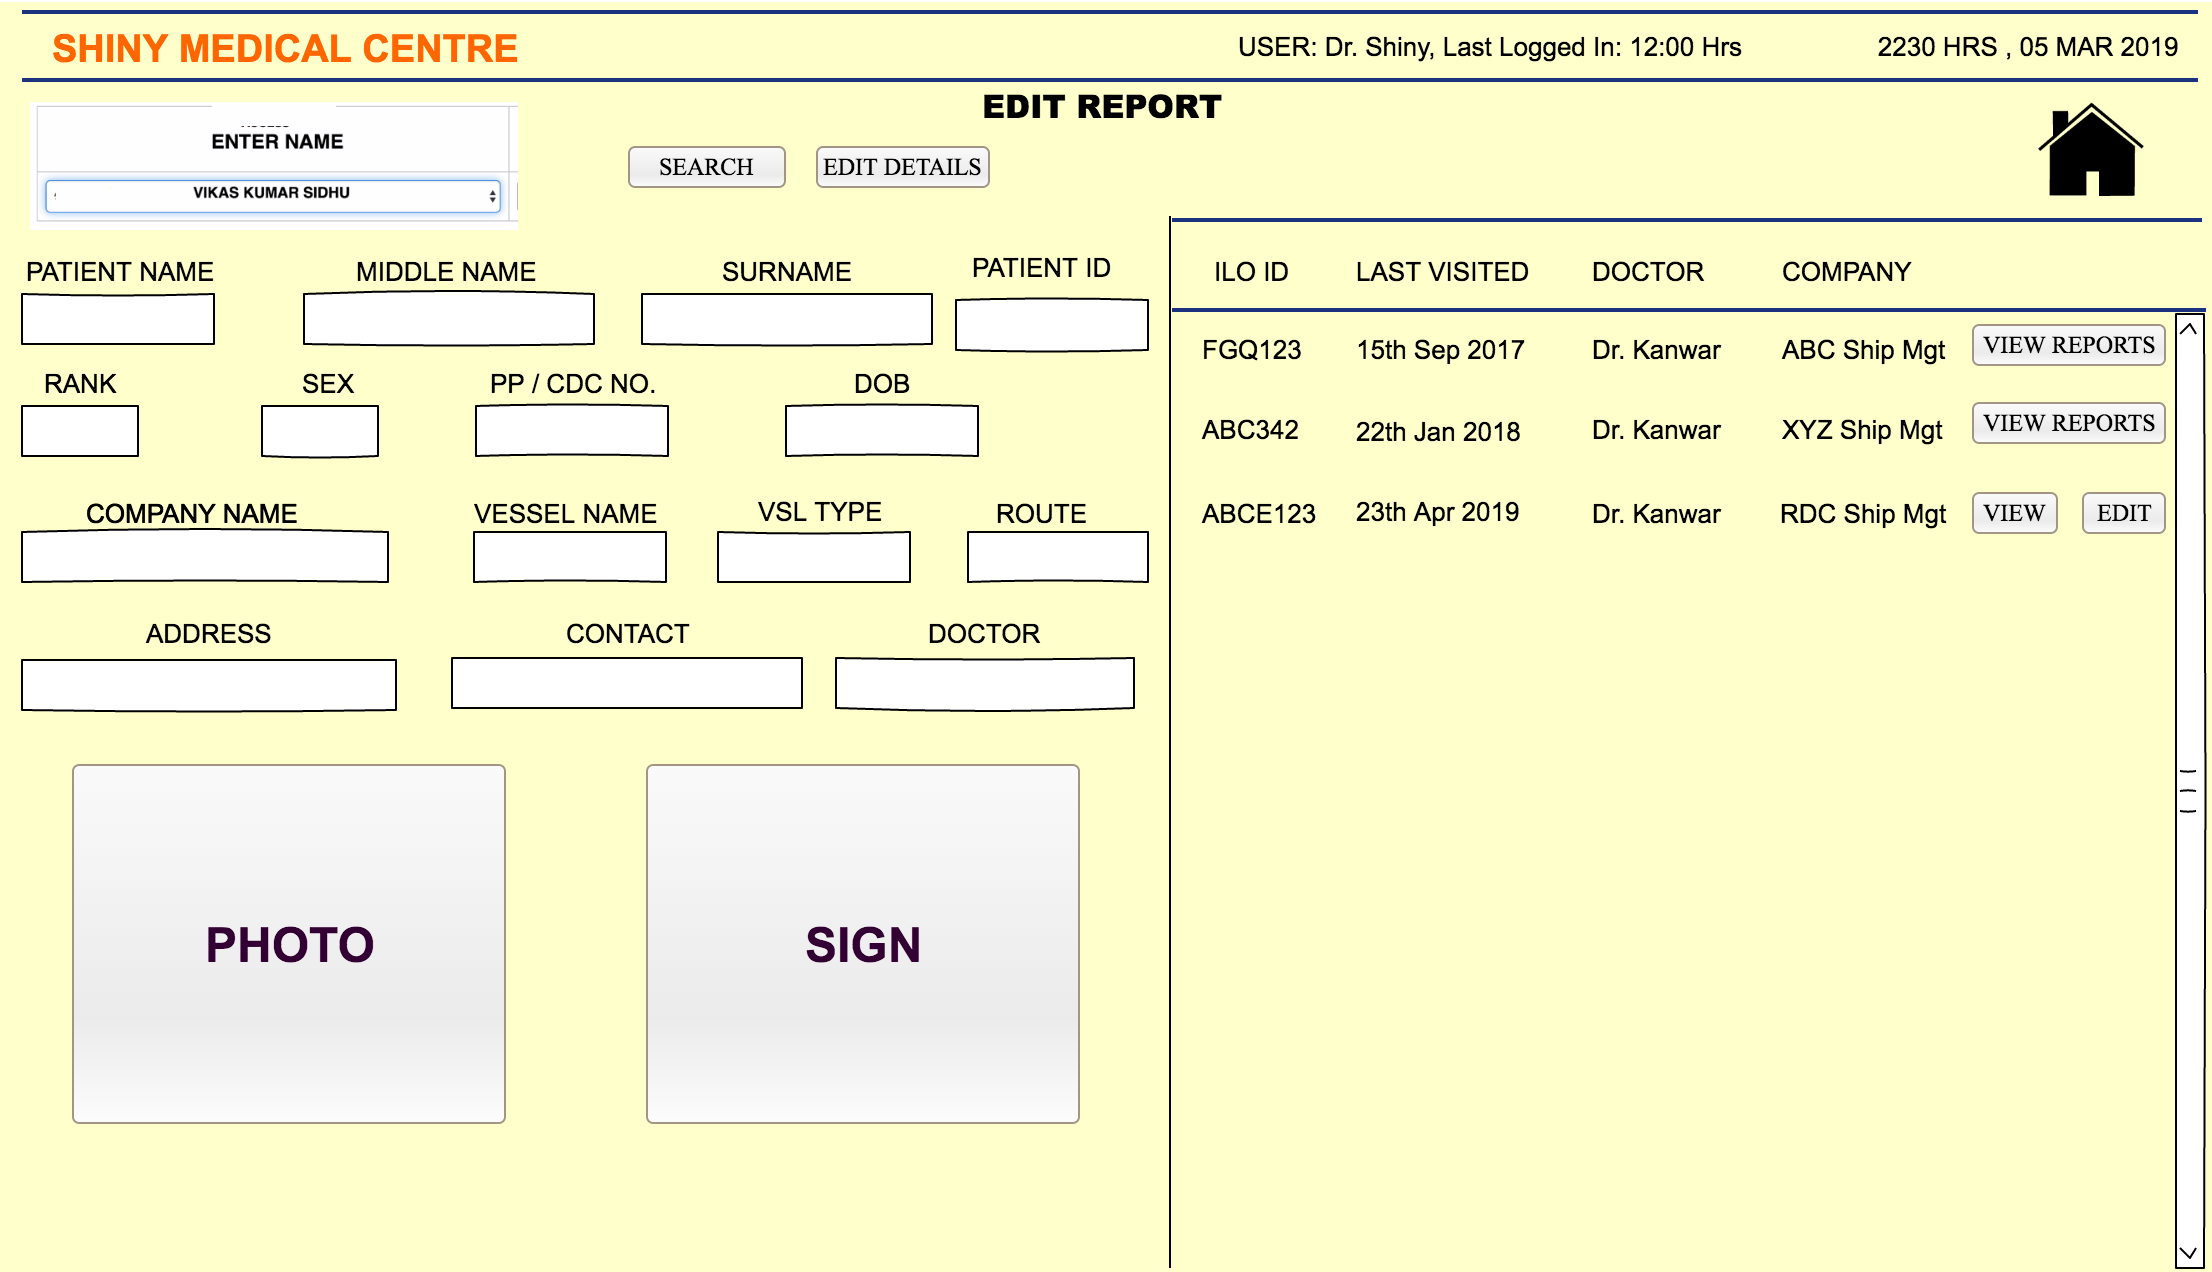 SHINY MEDICAL CENTRE
USER: Dr. Shiny, Last Logged In: 12:00 Hrs
2230 HRS , 05 MAR 2019
EDIT REPORT
ENTER NAME
VIKAS KUMAR SIDHU
SEARCH
EDIT DETAILS
PATIENT NAME
MIDDLE NAME
SURNAME
PATIENT ID
RANK
SEX
PP / CDC NO.
DOB
COMPANY NAME
VESSEL NAME
VSL TYPE
ROUTE
ADDRESS
CONTACT
DOCTOR
PHOTO
SIGN
ILO ID LAST VISITED DOCTOR COMPANY
FGQ123 15th Sep 2017 Dr. Kanwar ABC Ship Mgt VIEW REPORTS
ABC342 22th Jan 2018 Dr. Kanwar XYZ Ship Mgt VIEW REPORTS
ABCE123 23th Apr 2019 Dr. Kanwar RDC Ship Mgt VIEW EDIT